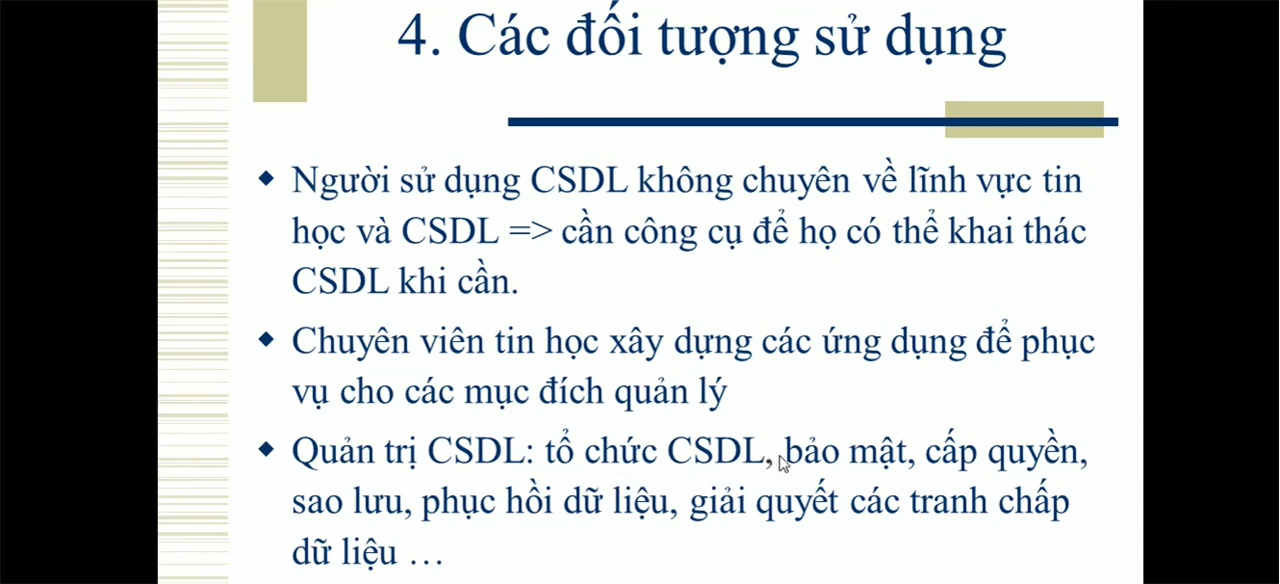 4. Các đối tượng sử dụng
Người sử dụng CSDL không chuyên về lĩnh vực tin
học và CSDL => cần công cụ để họ có thể khai thác
CSDL khi cần.
Chuyên viên tin học xây dựng các ứng dụng để phục
vụ cho các mục đích quản lý
Quản trị CSDL: tổ chức CSDL, bảo mật, cấp quyền,
sao lưu, phục hồi dữ liệu, giải quyết các tranh chấp
dữ liệu …